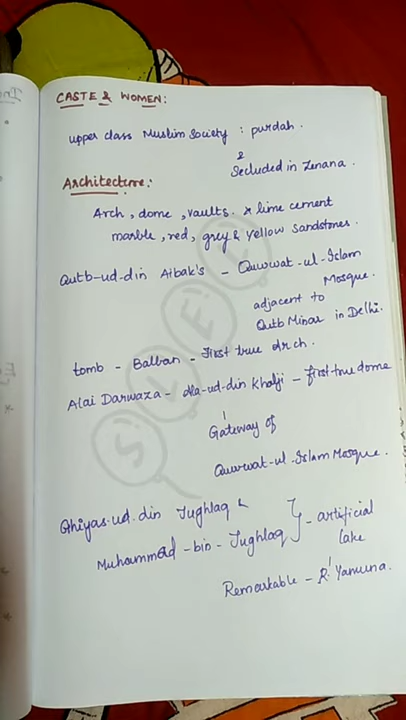 CASTE & WOMEN:
upper class Muslim Society : purdah.
&
Secluded in Zenana.
Architecture:
Arch, dome, vaults. & lime cement
marble, red, grey & yellow sandstones.
Qutb-ud-din Aibak's - Quwwat-ul-Islam
Mosque.
adjacent to
Qutb Minar in Delhi.
tomb - Balban - First true arch.
Alai Darwaza - Ala-ud-din Khalji - first true dome
Gateway of
Quwwat-ul-Islam Mosque.
Ghiyas-ud-din Tughlaq &
Muhammad-bin-Tughlaq } - artificial
lake
Remarkable - R. Yamuna.
SLEE